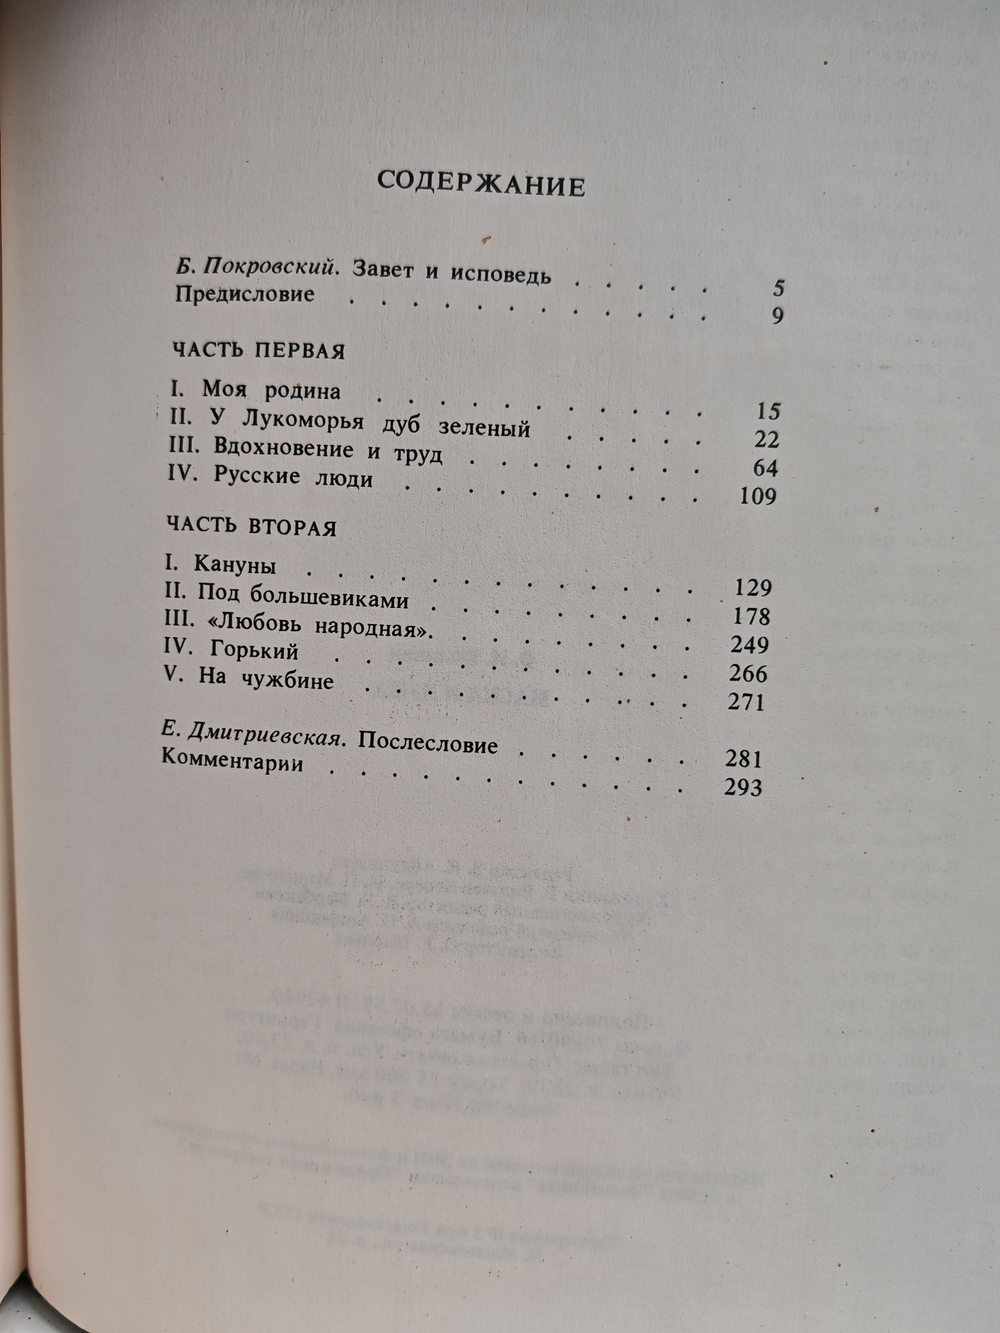 СОДЕРЖАНИЕ
Б. Покровский. Завет и исповедь . . . . . 5
Предисловие . . . . . . . . . . . . 9
ЧАСТЬ ПЕРВАЯ
I. Моя родина . . . . . . . . . . . 15
II. У Лукоморья дуб зеленый . . . . . 22
III. Вдохновение и труд . . . . . . . . 64
IV. Русские люди . . . . . . . . . . 109
ЧАСТЬ ВТОРАЯ
I. Кануны . . . . . . . . . . . . . 129
II. Под большевиками . . . . . . . . . 178
III. «Любовь народная». . . . . . . . . 249
IV. Горький . . . . . . . . . . . . 266
V. На чужбине . . . . . . . . . . . 271
Е. Дмитриевская. Послесловие . . . . . . 281
Комментарии . . . . . . . . . . . . 293